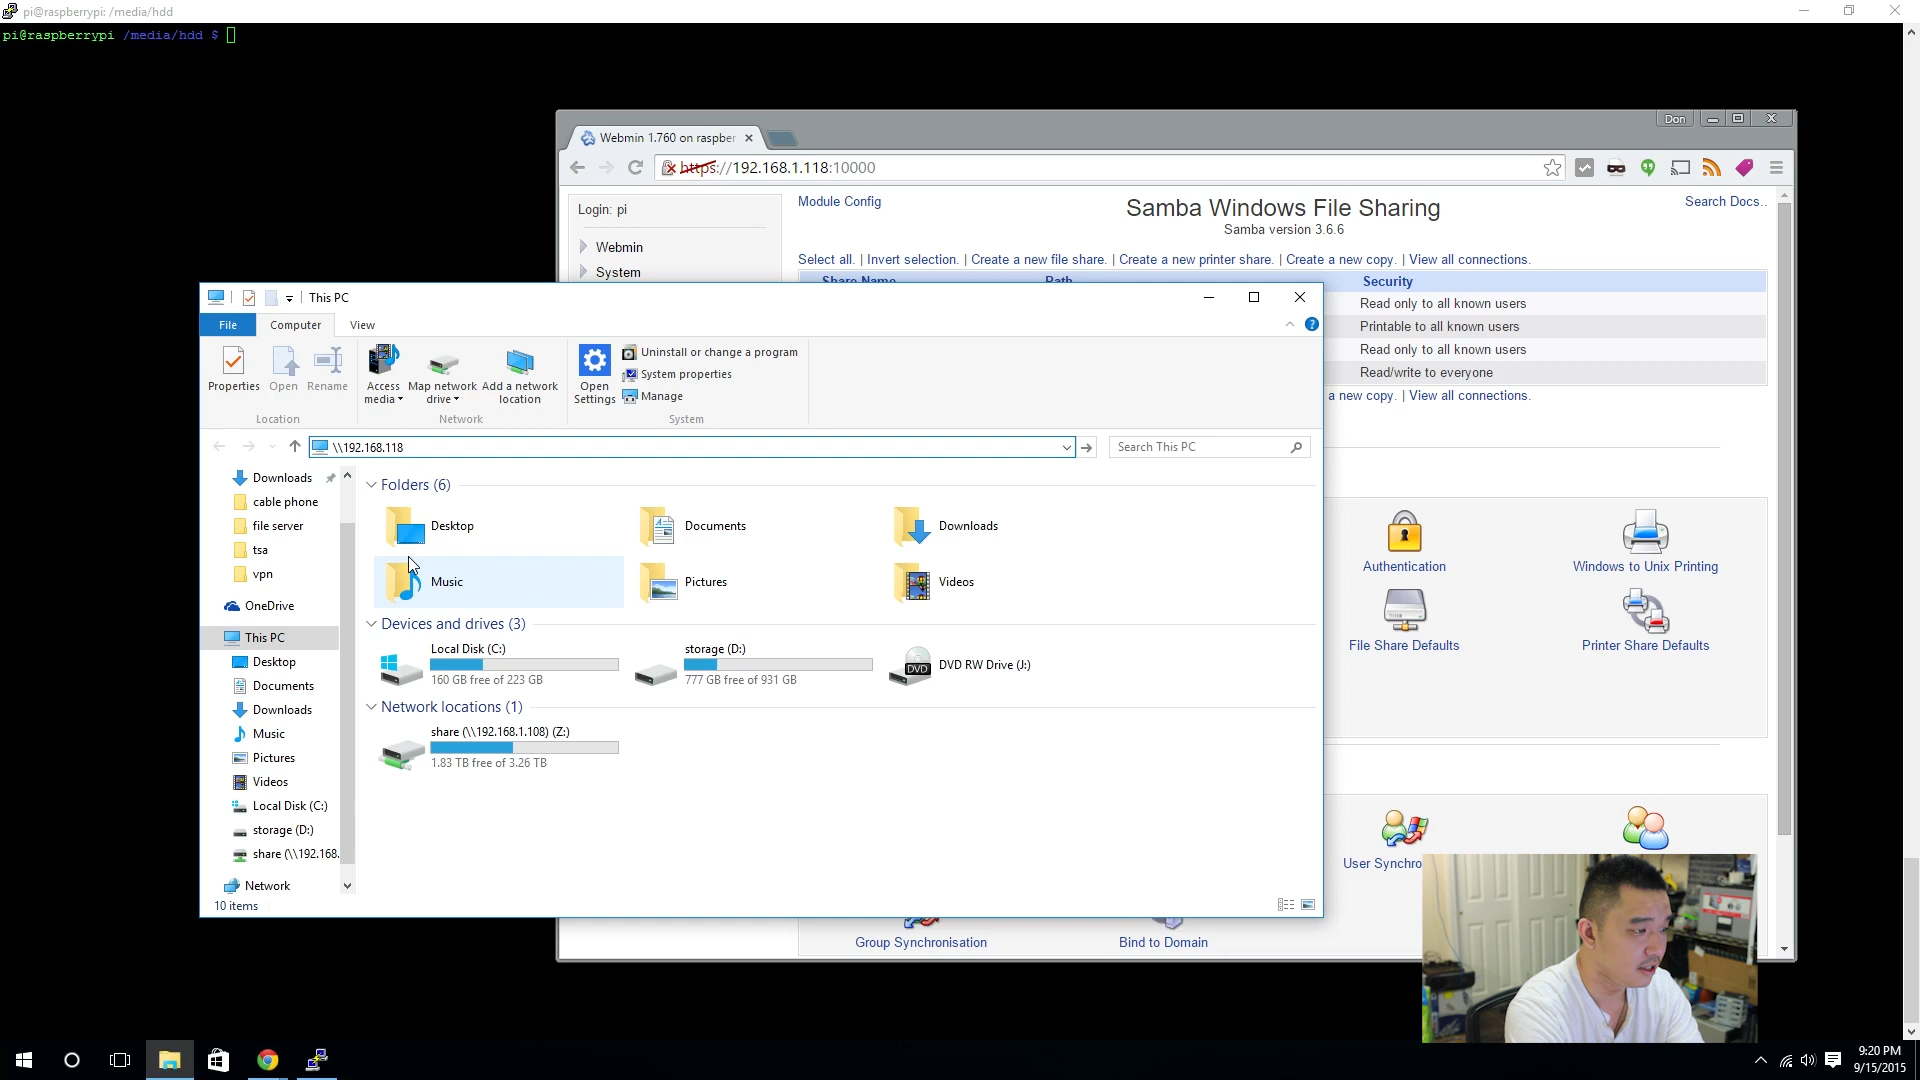 pi@raspberrypi: /media/hdd
pi@raspberrypi /media/hdd $
Don
Webmin 1.760 on raspber
https://192.168.1.118:10000
Login: pi
Webmin
System
Module Config
Samba Windows File Sharing
Samba version 3.6.6
Search Docs..
Select all. | Invert selection. | Create a new file share. | Create a new printer share. | Create a new copy. | View all connections.
Share Name Path Security
Read only to all known users
Printable to all known users
Read only to all known users
Read/write to everyone
a new copy. | View all connections.
Authentication
Windows to Unix Printing
File Share Defaults
Printer Share Defaults
User Synchro
Group Synchronisation
Bind to Domain
This PC
File
Computer
View
Properties
Open
Rename
Location
Access media
Map network drive
Add a network location
Network
Open Settings
Uninstall or change a program
System properties
Manage
System
\\192.168.118
Search This PC
Downloads
cable phone
file server
tsa
vpn
OneDrive
This PC
Desktop
Documents
Downloads
Music
Pictures
Videos
Local Disk (C:)
storage (D:)
share (\\192.168.
Network
10 items
Folders (6)
Desktop
Documents
Downloads
Music
Pictures
Videos
Devices and drives (3)
Local Disk (C:)
160 GB free of 223 GB
storage (D:)
777 GB free of 931 GB
DVD
DVD RW Drive (J:)
Network locations (1)
share (\\192.168.1.108) (Z:)
1.83 TB free of 3.26 TB
9:20 PM
9/15/2015